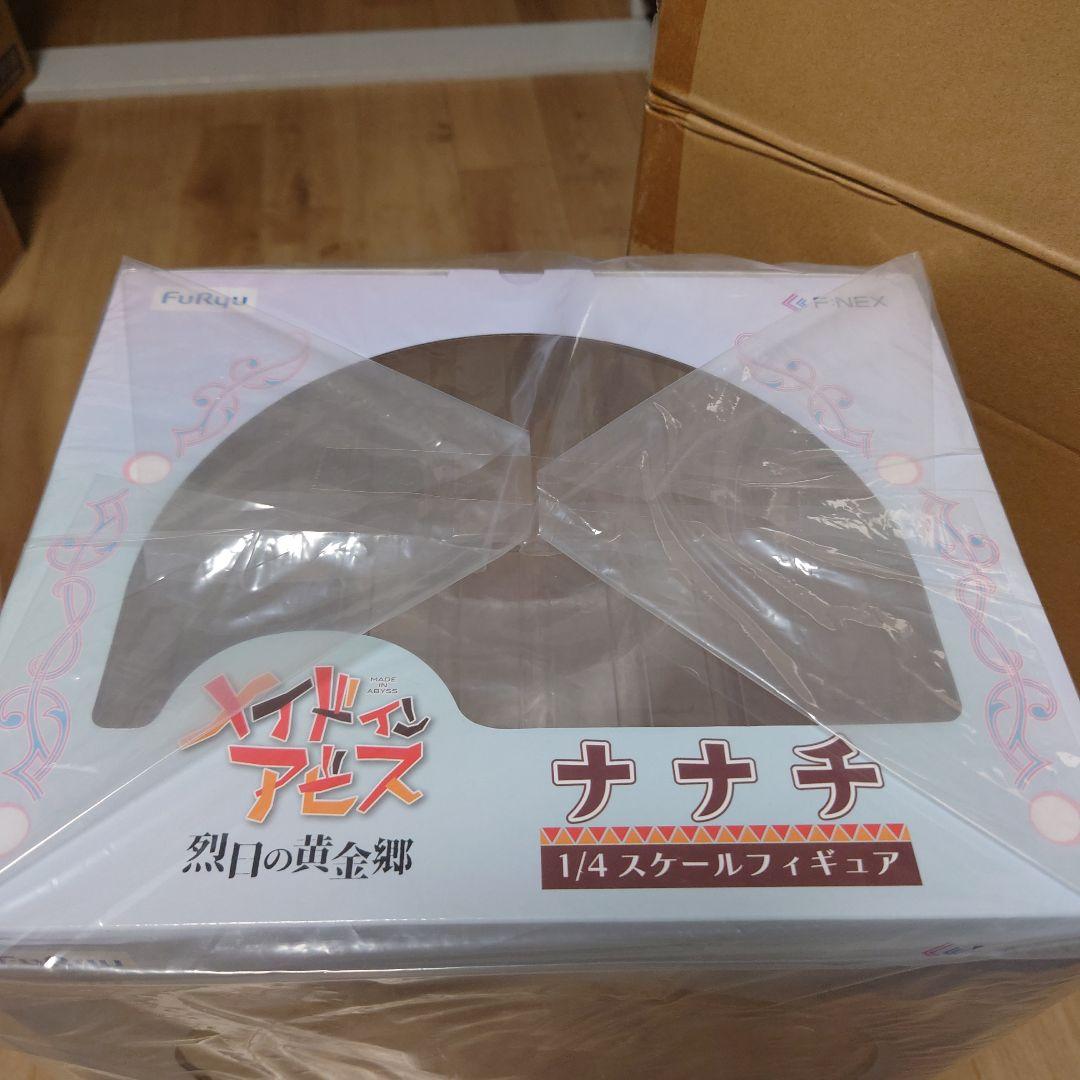 FuRyu
F:NEX
MADE
IN
ABYSS
メイドイン
アビス
烈日の黄金郷
ナナチ
1/4 スケールフィギュア
FuRyu